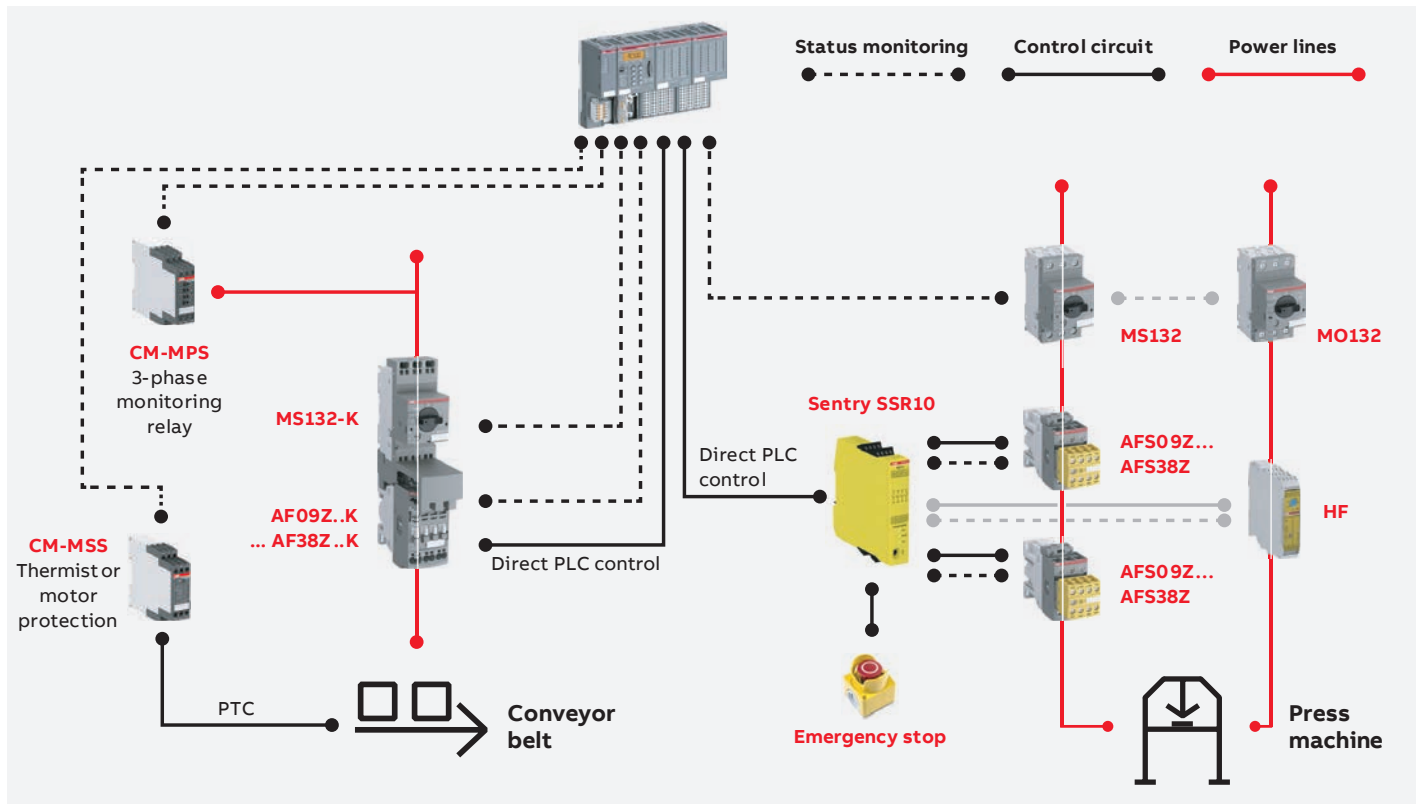 Status monitoring
Control circuit
Power lines
CM-MPS
3-phase
monitoring
relay
MS132-K
AF09Z..K
... AF38Z..K
Direct PLC control
CM-MSS
Thermistor
motor
protection
PTC
Conveyor
belt
MS132
MO132
Sentry SSR10
Direct PLC
control
AFS09Z...
AFS38Z
HF
AFS09Z...
AFS38Z
Emergency stop
Press
machine